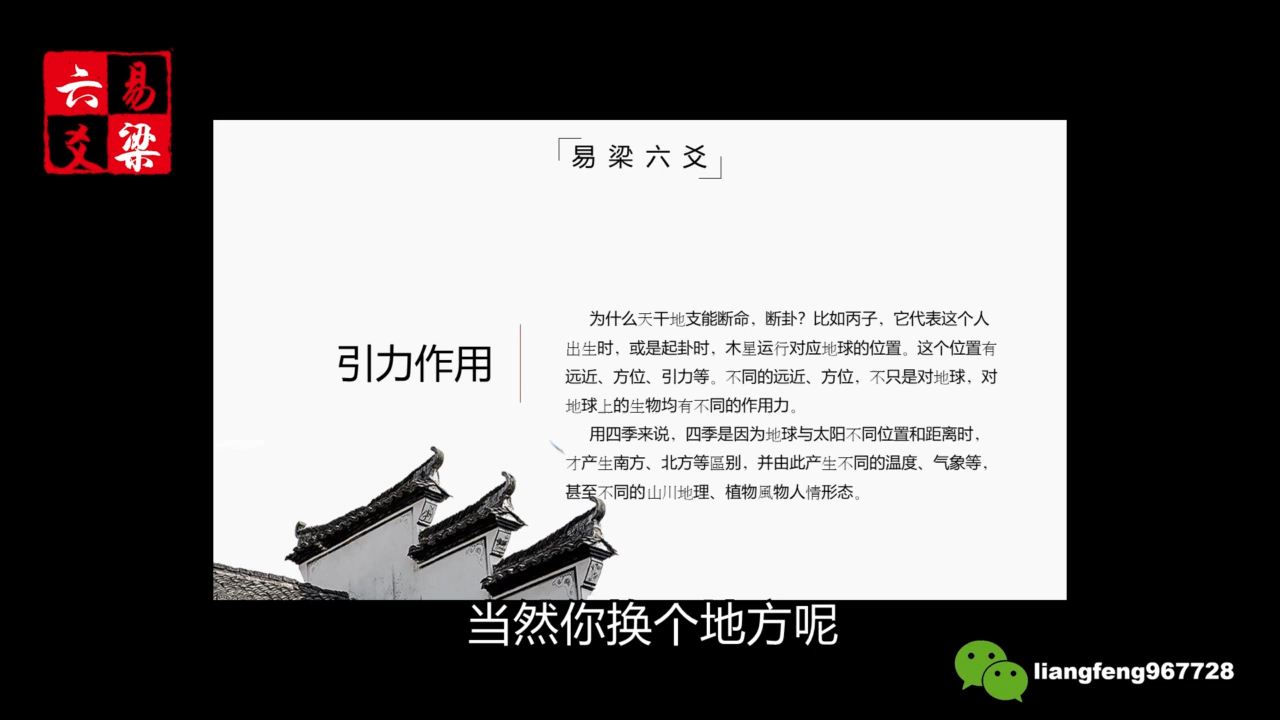 六易
爻梁
易梁六爻
引力作用
为什么天干地支能断命，断卦？比如丙子，它代表这个人
出生时，或是起卦时，木星运行对应地球的位置。这个位置有
远近、方位、引力等。不同的远近、方位，不只是对地球，对
地球上的生物均有不同的作用力。
用四季来说，四季是因为地球与太阳不同位置和距离时，
才产生南方、北方等區别，并由此产生不同的温度、气象等，
甚至不同的山川地理、植物風物人情形态。
当然你换个地方呢
liangfeng967728